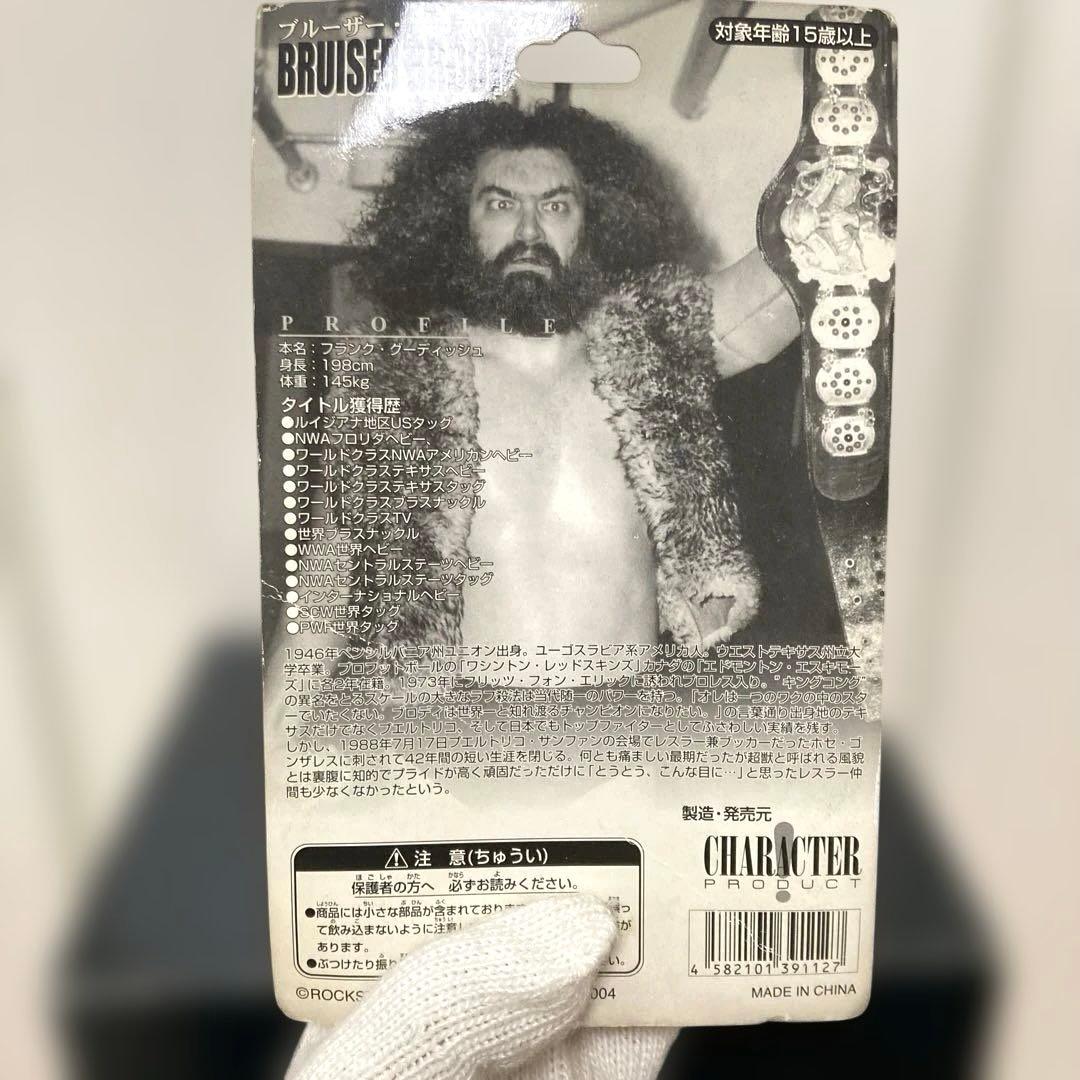 ブルーザー・
BRUISER
対象年齢15歳以上
PROFILE
本名：フランク・グーディッシュ
身長：198cm
体重：145kg
タイトル獲得歴
●ルイジアナ地区USタッグ
●NWAフロリダヘビー、
●ワールドクラスNWAアメリカンヘビー
●ワールドクラステキサスヘビー
●ワールドクラステキサスタッグ
●ワールドクラスブラスナックル
●ワールドクラスTV
●世界ブラスナックル
●WWA世界ヘビー
●NWAセントラルステーツヘビー
●NWAセントラルステーツタッグ
●インターナショナルヘビー
●SCW世界タッグ
●PWF世界タッグ
1946年ペンシルバニア州ユニオン出身。ユーゴスラビア系アメリカ人。ウエストテキサス州立大
学卒業。プロフットボールの「ワシントン・レッドスキンズ」カナダの「エドモントン・エスキモー
ズ」に各2年在籍。1973年にフリッツ・フォン・エリックに誘われプロレス入り。"キングコング"
の異名をとるスケールの大きなラフ殺法は当代随一のパワーを持つ。「オレは一つのワクの中のスタ
ーでいたくない。ブロディは世界一と知れ渡るチャンピオンになりたい。」の言葉通り出身地のテキ
サスだけでなくプエルトリコ、そして日本でもトップファイターとしてふさわしい実績を残す。
しかし、1988年7月17日プエルトリコ・サンファンの会場でレスラー兼ブッカーだったホセ・ゴ
ンザレスに刺されて42年間の短い生涯を閉じる。何とも痛ましい最期だったが超獣と呼ばれる風貌
とは裏腹に知的でプライドが高く頑固だっただけに「とうとう、こんな目に…」と思ったレスラー仲
間も少なくなかったという。
製造・発売元
CHARACTER
PRODUCT
注 意(ちゅうい)
保護者の方へ 必ずお読みください。
●商品には小さな部品が含まれており
て飲み込まないように注意 が
あります。
●ぶつけたり振り い。
4 582101 391127
©ROCKS 004
MADE IN CHINA